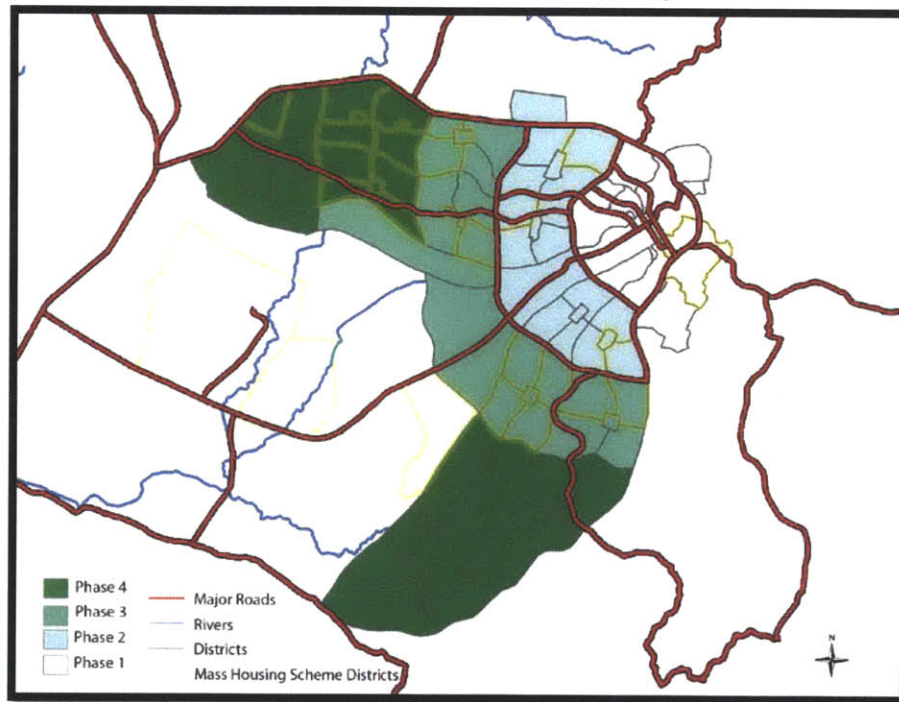 Phase 4
Phase 3
Phase 2
Phase 1
Major Roads
Rivers
Districts
Mass Housing Scheme Districts
N